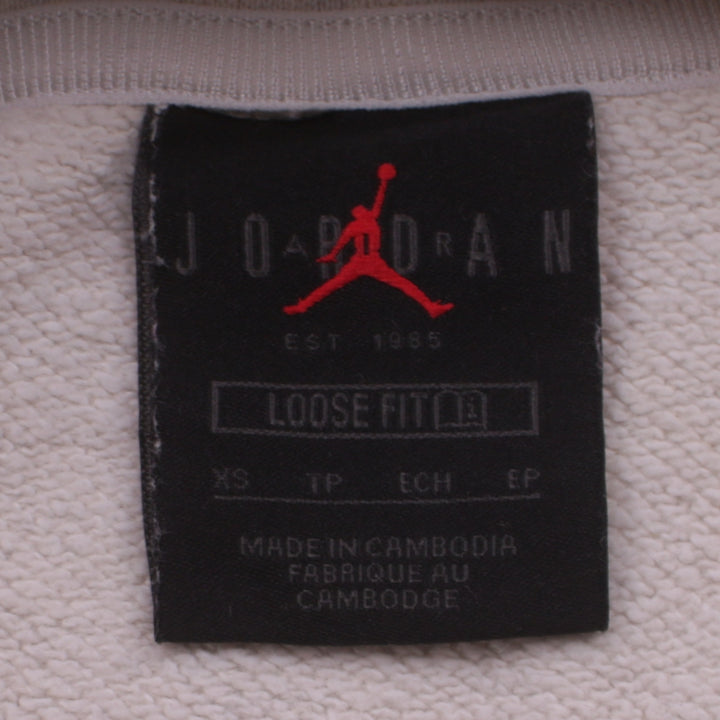 JORDAN
AIR
EST 1985
LOOSE FIT
XS TP ECH EP
MADE IN CAMBODIA
FABRIQUE AU
CAMBODGE